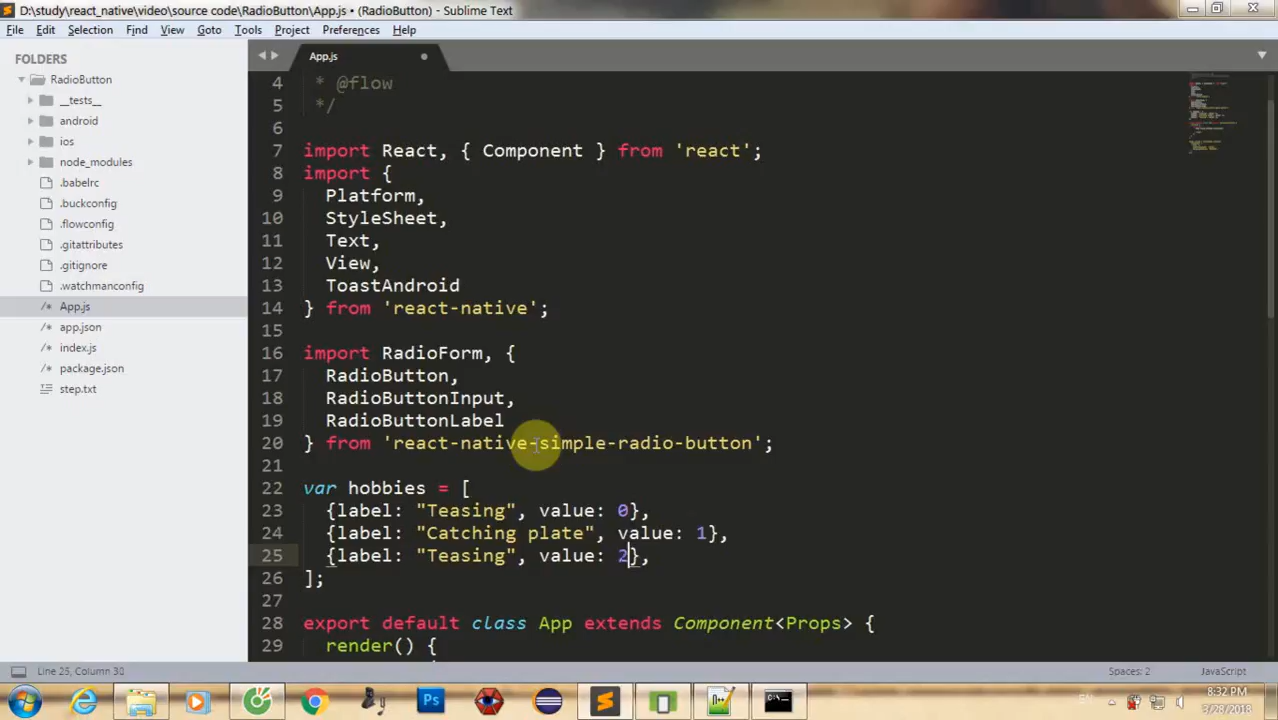 D:\study\react_native\video\source code\RadioButton\App.js • (RadioButton) - Sublime Text
File Edit Selection Find View Goto Tools Project Preferences Help
FOLDERS
RadioButton
__tests__
android
ios
node_modules
.babelrc
.buckconfig
.flowconfig
.gitattributes
.gitignore
.watchmanconfig
/* App.js
/* app.json
/* index.js
/* package.json
step.txt
App.js
4 * @flow
5 */
6
7 import React, { Component } from 'react';
8 import {
9 Platform,
10 StyleSheet,
11 Text,
12 View,
13 ToastAndroid
14 } from 'react-native';
15
16 import RadioForm, {
17 RadioButton,
18 RadioButtonInput,
19 RadioButtonLabel
20 } from 'react-native-simple-radio-button';
21
22 var hobbies = [
23 {label: "Teasing", value: 0},
24 {label: "Catching plate", value: 1},
25 {label: "Teasing", value: 2},
26 ];
27
28 export default class App extends Component<Props> {
29 render() {
Line 25, Column 30
Spaces: 2
JavaScript
Ps
EN
8:32 PM
3/28/2018